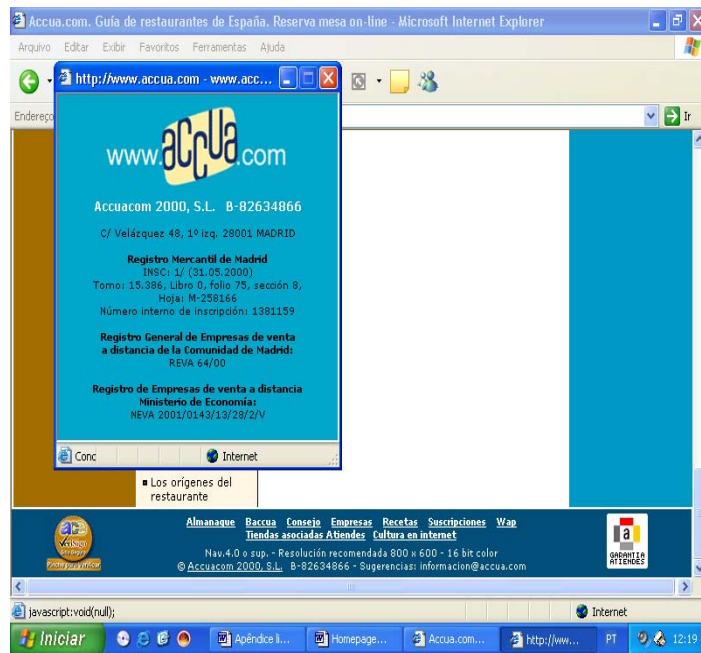 Accua.com. Guía de restaurantes de España. Reserva mesa on-line - Microsoft Internet Explorer
Arquivo Editar Exibir Favoritos Ferramentas Ajuda
http://www.accua.com - www.acc...
Endereço
Ir
www.accua.com
Accuacom 2000, S.L. B-82634866
C/ Velázquez 48, 1º izq. 28001 MADRID
Registro Mercantil de Madrid
INSC: 1/ (31.05.2000)
Tomo: 15.386, Libro 0, folio 75, sección 8,
Hoja: M-258166
Número interno de inscripción: 1381159
Registro General de Empresas de venta
a distancia de la Comunidad de Madrid:
REVA 64/00
Registro de Empresas de venta a distancia
Ministerio de Economía:
NEVA 2001/0143/13/28/2/V
Conc Internet
Los orígenes del
restaurante
Almanaque Baccua Consejo Empresas Recetas Suscripciones Wap
Tiendas asociadas Atiendes Cultura en internet
Nav.4.0 o sup. - Resolución recomendada 800 x 600 - 16 bit color
© Accuacom 2000, S.L. B-82634866 - Sugerencias: informacion@accua.com
VeriSign
a
GARANTIA
ATIENDES
javascript:void(null); Internet
Iniciar Apêndice li... Homepage... Accua.com... http://ww... PT 12:19